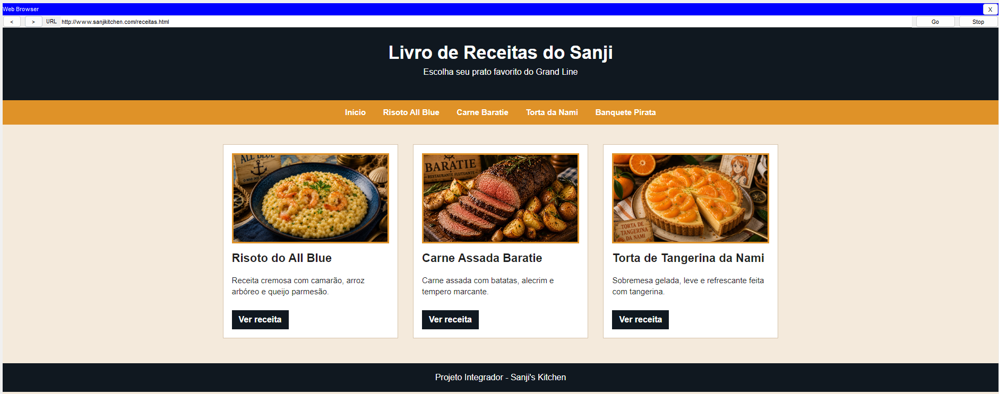 Web Browser
X
<
>
URL
http://www.sanjikitchen.com/receitas.html
Go
Stop
Livro de Receitas do Sanji
Escolha seu prato favorito do Grand Line
Início
Risoto All Blue
Carne Baratie
Torta da Nami
Banquete Pirata
ALL BLUE
BARATIE
RESTAURANTE FLUTUANTE
TORTA DE
TANGERINA
DA NAMI
Risoto do All Blue
Receita cremosa com camarão, arroz
arbóreo e queijo parmesão.
Ver receita
Carne Assada Baratie
Carne assada com batatas, alecrim e
tempero marcante.
Ver receita
Torta de Tangerina da Nami
Sobremesa gelada, leve e refrescante feita
com tangerina.
Ver receita
Projeto Integrador - Sanji's Kitchen